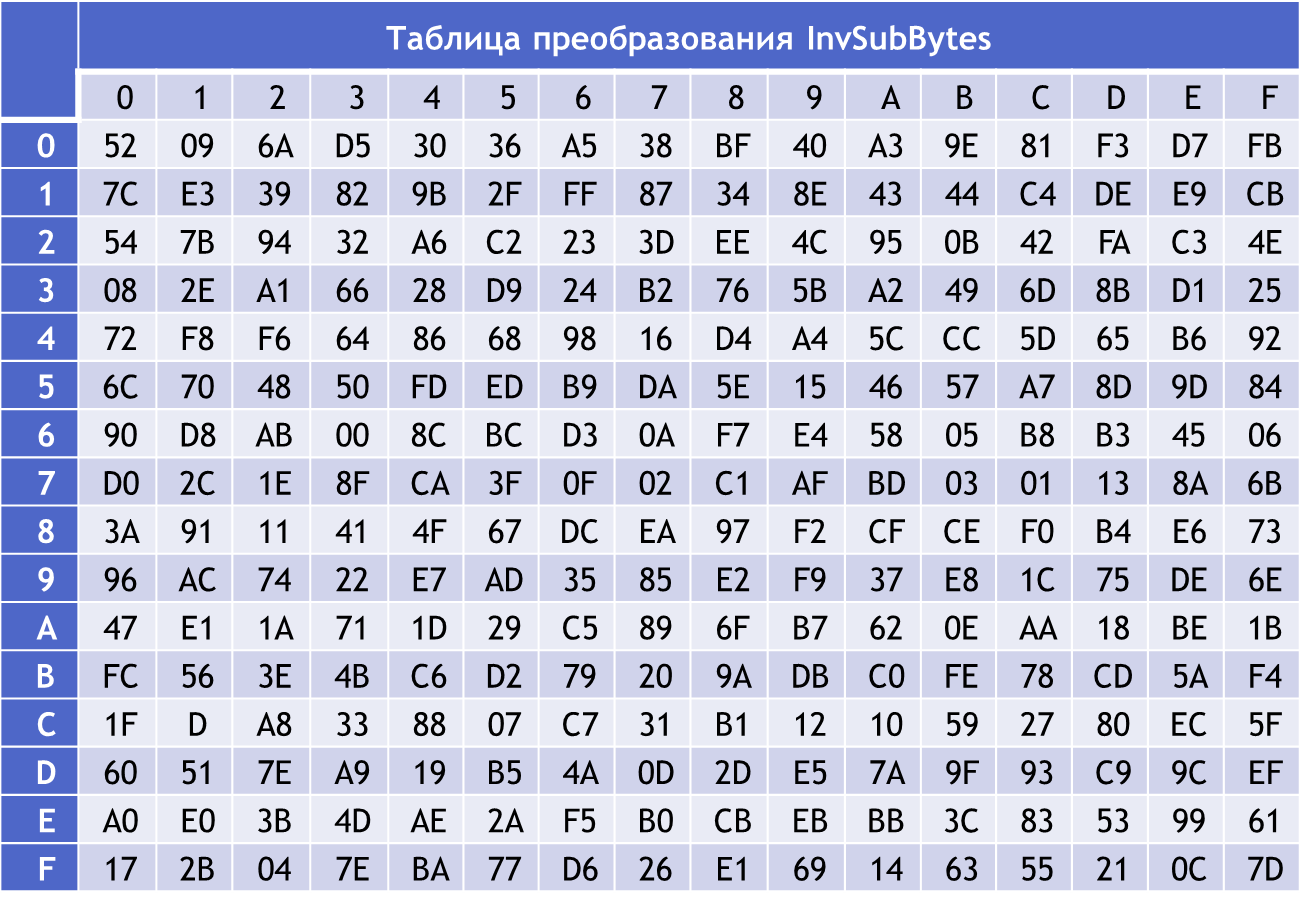 Таблица преобразования InvSubBytes
0 1 2 3 4 5 6 7 8 9 A B C D E F
0 52 09 6A D5 30 36 A5 38 BF 40 A3 9E 81 F3 D7 FB
1 7C E3 39 82 9B 2F FF 87 34 8E 43 44 C4 DE E9 CB
2 54 7B 94 32 A6 C2 23 3D EE 4C 95 0B 42 FA C3 4E
3 08 2E A1 66 28 D9 24 B2 76 5B A2 49 6D 8B D1 25
4 72 F8 F6 64 86 68 98 16 D4 A4 5C CC 5D 65 B6 92
5 6C 70 48 50 FD ED B9 DA 5E 15 46 57 A7 8D 9D 84
6 90 D8 AB 00 8C BC D3 0A F7 E4 58 05 B8 B3 45 06
7 D0 2C 1E 8F CA 3F 0F 02 C1 AF BD 03 01 13 8A 6B
8 3A 91 11 41 4F 67 DC EA 97 F2 CF CE F0 B4 E6 73
9 96 AC 74 22 E7 AD 35 85 E2 F9 37 E8 1C 75 DE 6E
A 47 E1 1A 71 1D 29 C5 89 6F B7 62 0E AA 18 BE 1B
B FC 56 3E 4B C6 D2 79 20 9A DB C0 FE 78 CD 5A F4
C 1F D A8 33 88 07 C7 31 B1 12 10 59 27 80 EC 5F
D 60 51 7E A9 19 B5 4A 0D 2D E5 7A 9F 93 C9 9C EF
E A0 E0 3B 4D AE 2A F5 B0 CB EB BB 3C 83 53 99 61
F 17 2B 04 7E BA 77 D6 26 E1 69 14 63 55 21 0C 7D